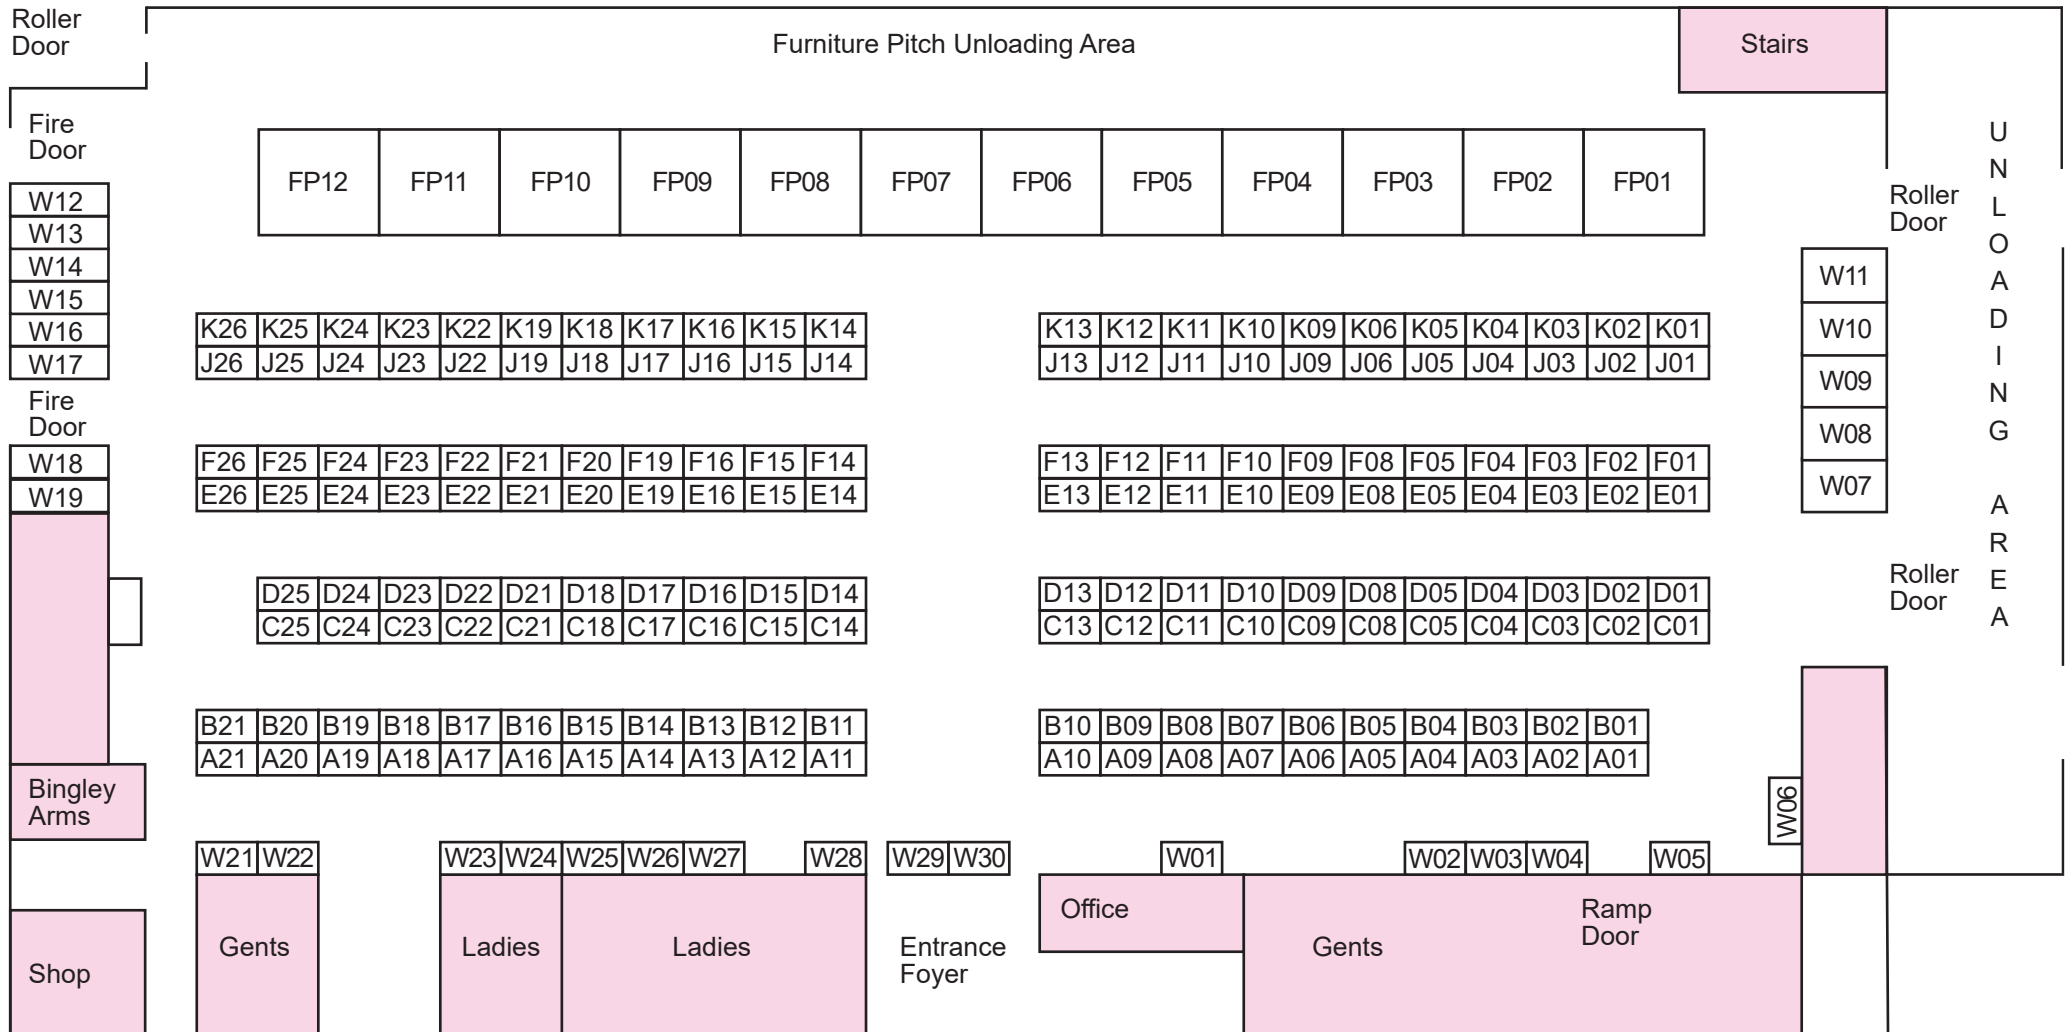 Roller
Door
Furniture Pitch Unloading Area
Stairs
Fire
Door
U
N
L
O
A
D
I
N
G
A
R
E
A
FP12 FP11 FP10 FP09 FP08 FP07 FP06 FP05 FP04 FP03 FP02 FP01
Roller
Door
W12
W13
W14
W15
W16
W17
W11
W10
W09
W08
W07
K26 K25 K24 K23 K22 K19 K18 K17 K16 K15 K14 K13 K12 K11 K10 K09 K06 K05 K04 K03 K02 K01
J26 J25 J24 J23 J22 J19 J18 J17 J16 J15 J14 J13 J12 J11 J10 J09 J06 J05 J04 J03 J02 J01
Fire
Door
W18
W19
F26 F25 F24 F23 F22 F21 F20 F19 F16 F15 F14 F13 F12 F11 F10 F09 F08 F05 F04 F03 F02 F01
E26 E25 E24 E23 E22 E21 E20 E19 E16 E15 E14 E13 E12 E11 E10 E09 E08 E05 E04 E03 E02 E01
Roller
Door
D25 D24 D23 D22 D21 D18 D17 D16 D15 D14 D13 D12 D11 D10 D09 D08 D05 D04 D03 D02 D01
C25 C24 C23 C22 C21 C18 C17 C16 C15 C14 C13 C12 C11 C10 C09 C08 C05 C04 C03 C02 C01
B21 B20 B19 B18 B17 B16 B15 B14 B13 B12 B11 B10 B09 B08 B07 B06 B05 B04 B03 B02 B01
A21 A20 A19 A18 A17 A16 A15 A14 A13 A12 A11 A10 A09 A08 A07 A06 A05 A04 A03 A02 A01
Bingley
Arms
W06
W21 W22 W23 W24 W25 W26 W27 W28 W29 W30 W01 W02 W03 W04 W05
Office
Ramp
Door
Gents
Ladies
Ladies
Entrance
Foyer
Gents
Shop